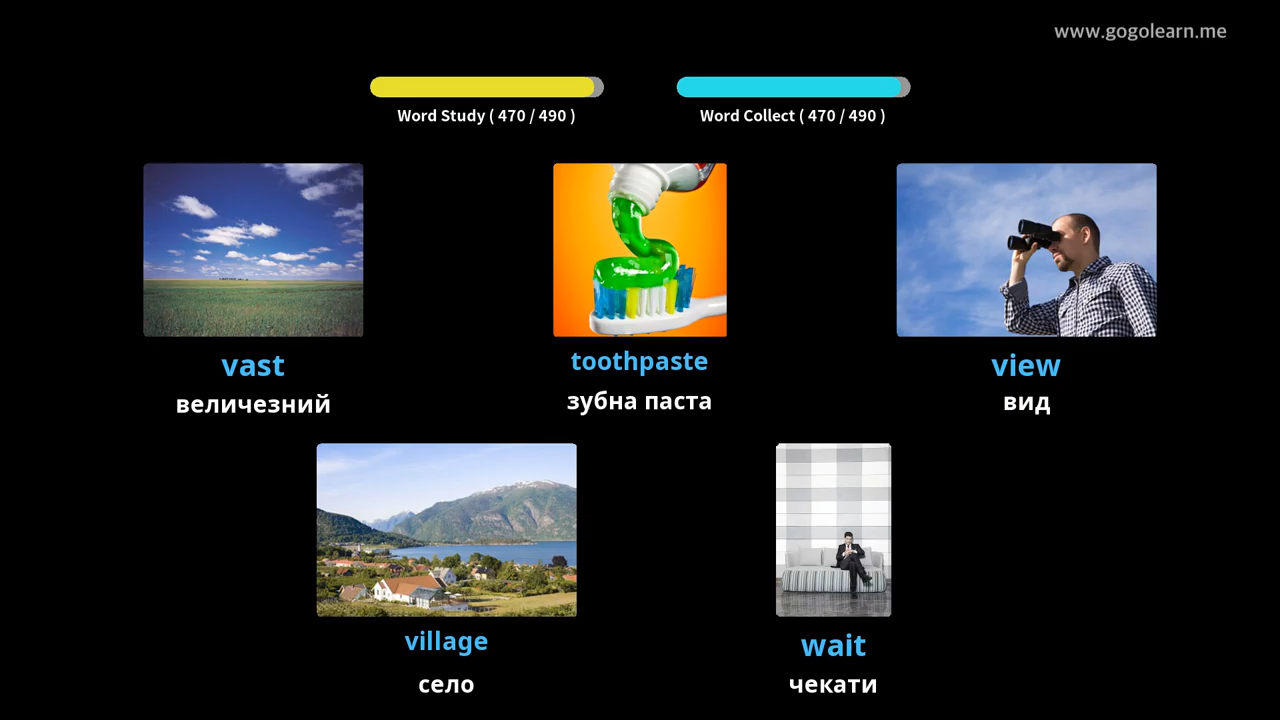 www.gogolearn.me
Word Study ( 470 / 490 )
Word Collect ( 470 / 490 )
vast
величезний
toothpaste
зубна паста
view
вид
village
село
wait
чекати